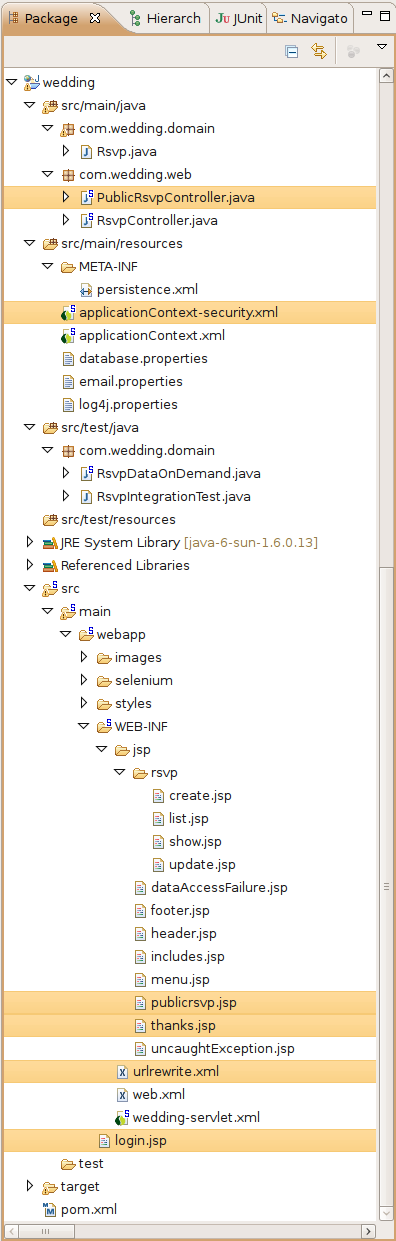 Package Hierarch JUnit Navigato
wedding
src/main/java
com.wedding.domain
Rsvp.java
com.wedding.web
PublicRsvpController.java
RsvpController.java
src/main/resources
META-INF
persistence.xml
applicationContext-security.xml
applicationContext.xml
database.properties
email.properties
log4j.properties
src/test/java
com.wedding.domain
RsvpDataOnDemand.java
RsvpIntegrationTest.java
src/test/resources
JRE System Library [java-6-sun-1.6.0.13]
Referenced Libraries
src
main
webapp
images
selenium
styles
WEB-INF
jsp
rsvp
create.jsp
list.jsp
show.jsp
update.jsp
dataAccessFailure.jsp
footer.jsp
header.jsp
includes.jsp
menu.jsp
publicrsvp.jsp
thanks.jsp
uncaughtException.jsp
urlrewrite.xml
web.xml
wedding-servlet.xml
login.jsp
test
target
pom.xml